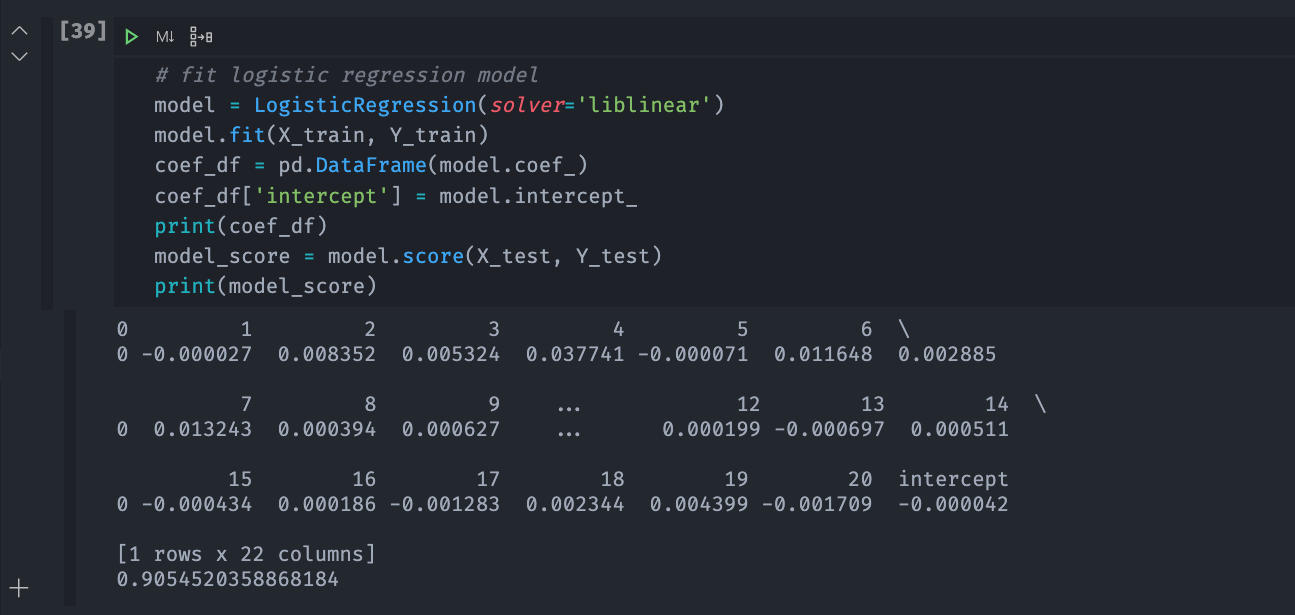 [39]
M↓
# fit logistic regression model
model = LogisticRegression(solver='liblinear')
model.fit(X_train, Y_train)
coef_df = pd.DataFrame(model.coef_)
coef_df['intercept'] = model.intercept_
print(coef_df)
model_score = model.score(X_test, Y_test)
print(model_score)
0         1         2         3         4         5         6  \
0 -0.000027  0.008352  0.005324  0.037741 -0.000071  0.011648  0.002885
          7         8         9    ...             12        13        14  \
0  0.013243  0.000394  0.000627    ...       0.000199 -0.000697  0.000511
         15        16        17        18        19        20  intercept
0 -0.000434  0.000186 -0.001283  0.002344  0.004399 -0.001709  -0.000042
[1 rows x 22 columns]
0.9054520358868184